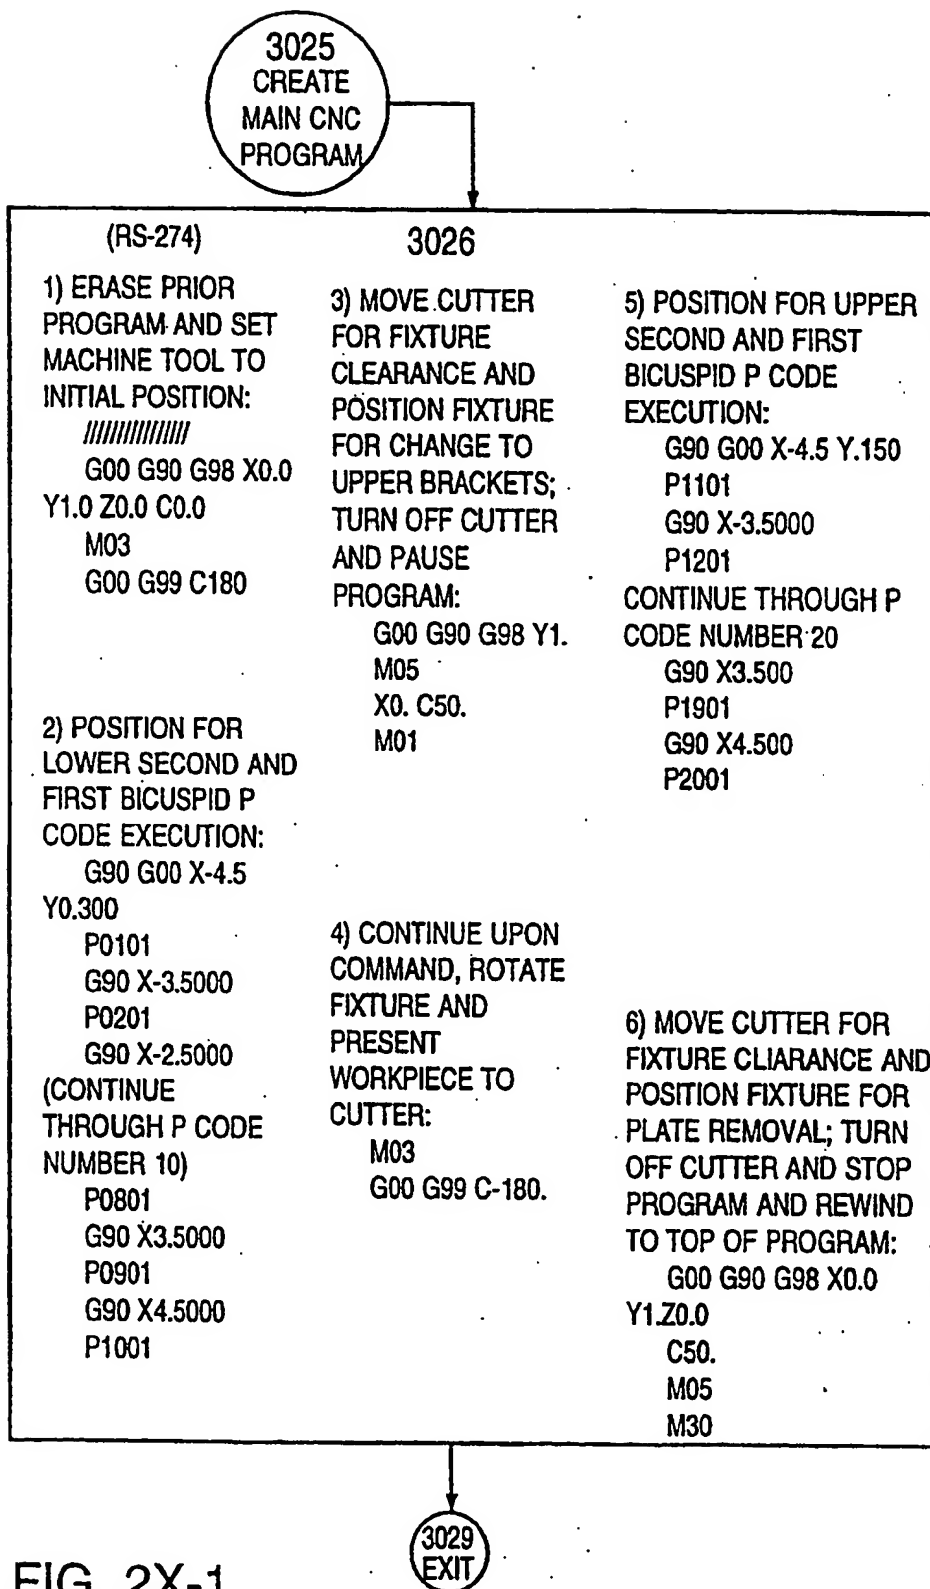 3025
CREATE
MAIN CNC
PROGRAM
(RS-274)
3026
1) ERASE PRIOR
PROGRAM AND SET
MACHINE TOOL TO
INITIAL POSITION:
////////////////
G00 G90 G98 X0.0
Y1.0 Z0.0 C0.0
M03
G00 G99 C180
2) POSITION FOR
LOWER SECOND AND
FIRST BICUSPID P
CODE EXECUTION:
G90 G00 X-4.5
Y0.300
P0101
G90 X-3.5000
P0201
G90 X-2.5000
(CONTINUE
THROUGH P CODE
NUMBER 10)
P0801
G90 X3.5000
P0901
G90 X4.5000
P1001
3) MOVE CUTTER
FOR FIXTURE
CLEARANCE AND
POSITION FIXTURE
FOR CHANGE TO
UPPER BRACKETS;
TURN OFF CUTTER
AND PAUSE
PROGRAM:
G00 G90 G98 Y1.
M05
X0. C50.
M01
4) CONTINUE UPON
COMMAND, ROTATE
FIXTURE AND
PRESENT
WORKPIECE TO
CUTTER:
M03
G00 G99 C-180.
5) POSITION FOR UPPER
SECOND AND FIRST
BICUSPID P CODE
EXECUTION:
G90 G00 X-4.5 Y.150
P1101
G90 X-3.5000
P1201
CONTINUE THROUGH P
CODE NUMBER 20
G90 X3.500
P1901
G90 X4.500
P2001
6) MOVE CUTTER FOR
FIXTURE CLIARANCE AND
POSITION FIXTURE FOR
PLATE REMOVAL; TURN
OFF CUTTER AND STOP
PROGRAM AND REWIND
TO TOP OF PROGRAM:
G00 G90 G98 X0.0
Y1.Z0.0
C50.
M05
M30
3029
EXIT
FIG. 2X-1